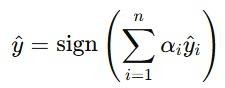 ŷ = sign ( ∑_{i=1}^{n} α_i ŷ_i )